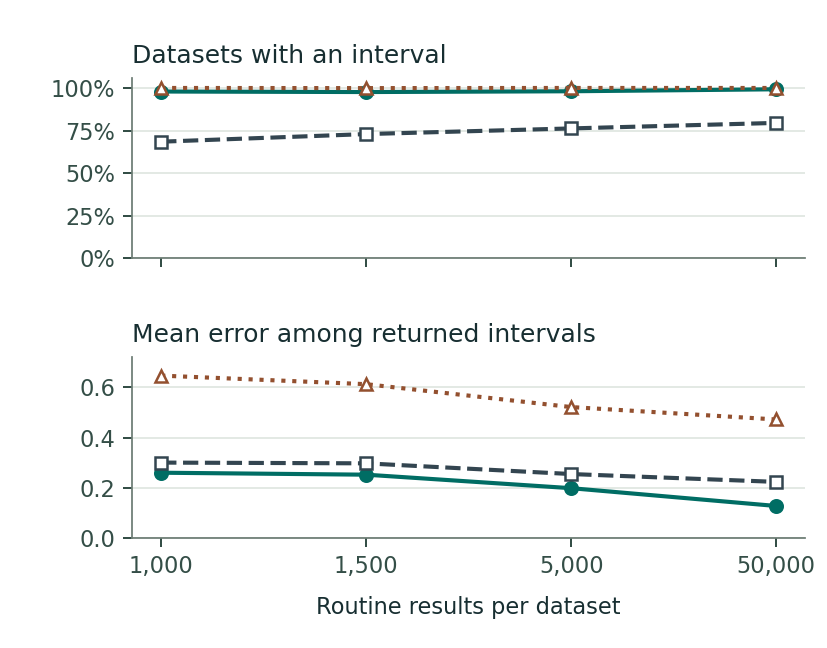 Datasets with an interval
100%
75%
50%
25%
0%
Mean error among returned intervals
0.6
0.4
0.2
0.0
1,000 1,500 5,000 50,000
Routine results per dataset